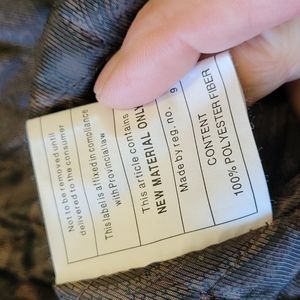 Not to be removed until
delivered to the consumer
This label is affixed in compliance
with Provincial law
This article contains
NEW MATERIAL ONLY
Made by reg. no. 9
CONTENT
100% POLYESTER FIBER